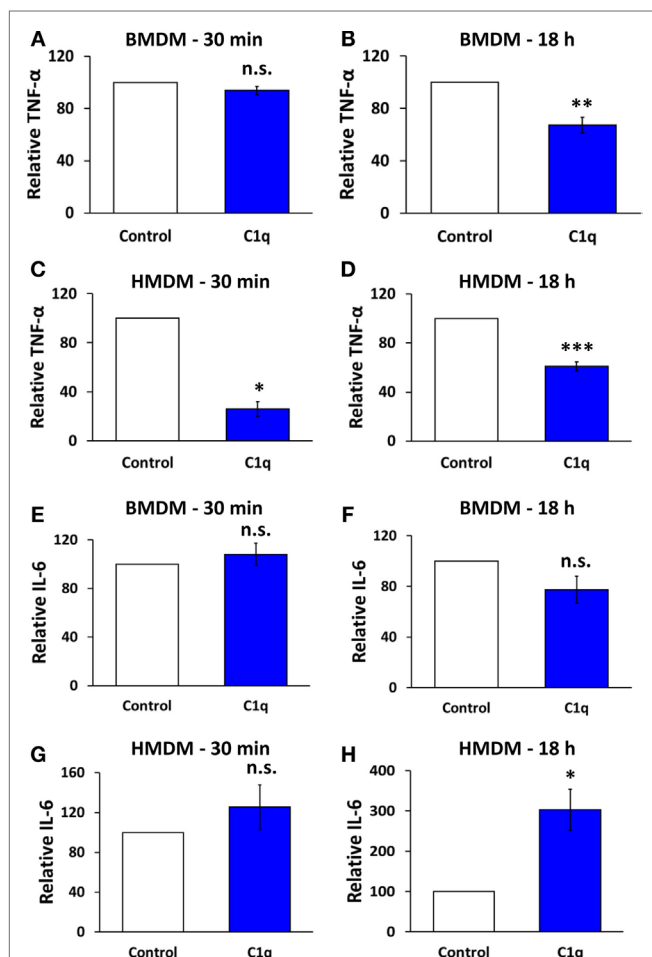 A
BMDM - 30 min
Relative TNF-α
120
80
40
0
n.s.
Control
C1q
B
BMDM - 18 h
Relative TNF-α
120
80
40
0
**
Control
C1q
C
HMDM - 30 min
Relative TNF-α
120
80
40
0
*
Control
C1q
D
HMDM - 18 h
Relative TNF-α
120
80
40
0
***
Control
C1q
E
BMDM - 30 min
Relative IL-6
120
80
40
0
n.s.
Control
C1q
F
BMDM - 18 h
Relative IL-6
120
80
40
0
n.s.
Control
C1q
G
HMDM - 30 min
Relative IL-6
160
120
80
40
0
n.s.
Control
C1q
H
HMDM - 18 h
Relative IL-6
400
300
200
100
0
*
Control
C1q